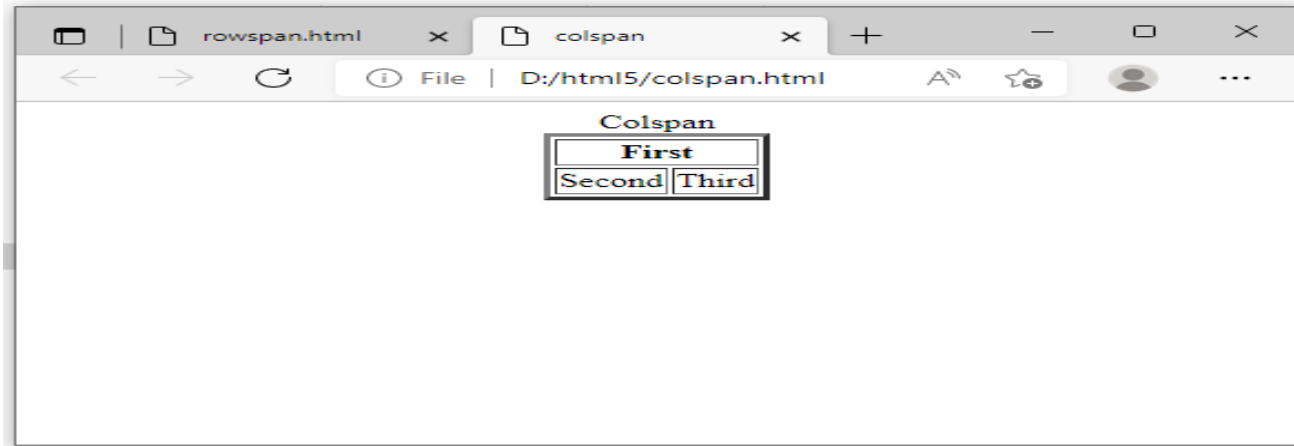 rowspan.html colspan
File D:/html5/colspan.html A
Colspan
First
Second Third